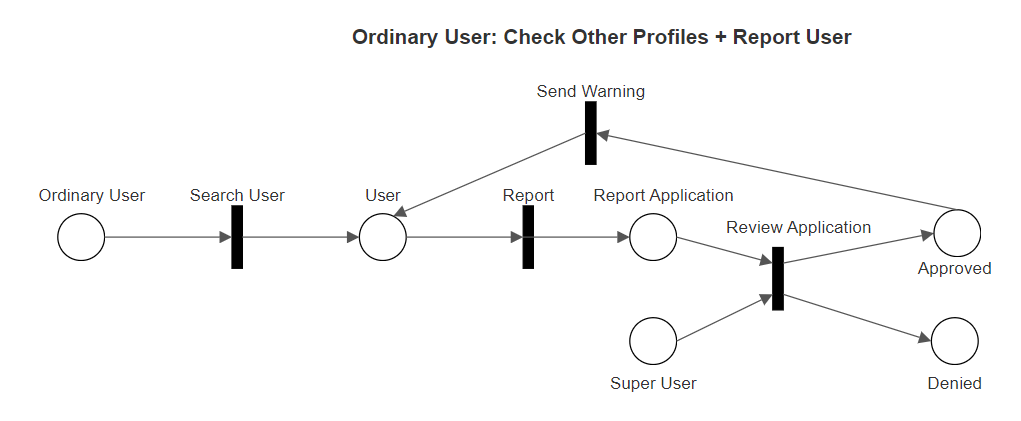 Ordinary User: Check Other Profiles + Report User
Send Warning
Ordinary User
Search User
User
Report
Report Application
Review Application
Approved
Super User
Denied